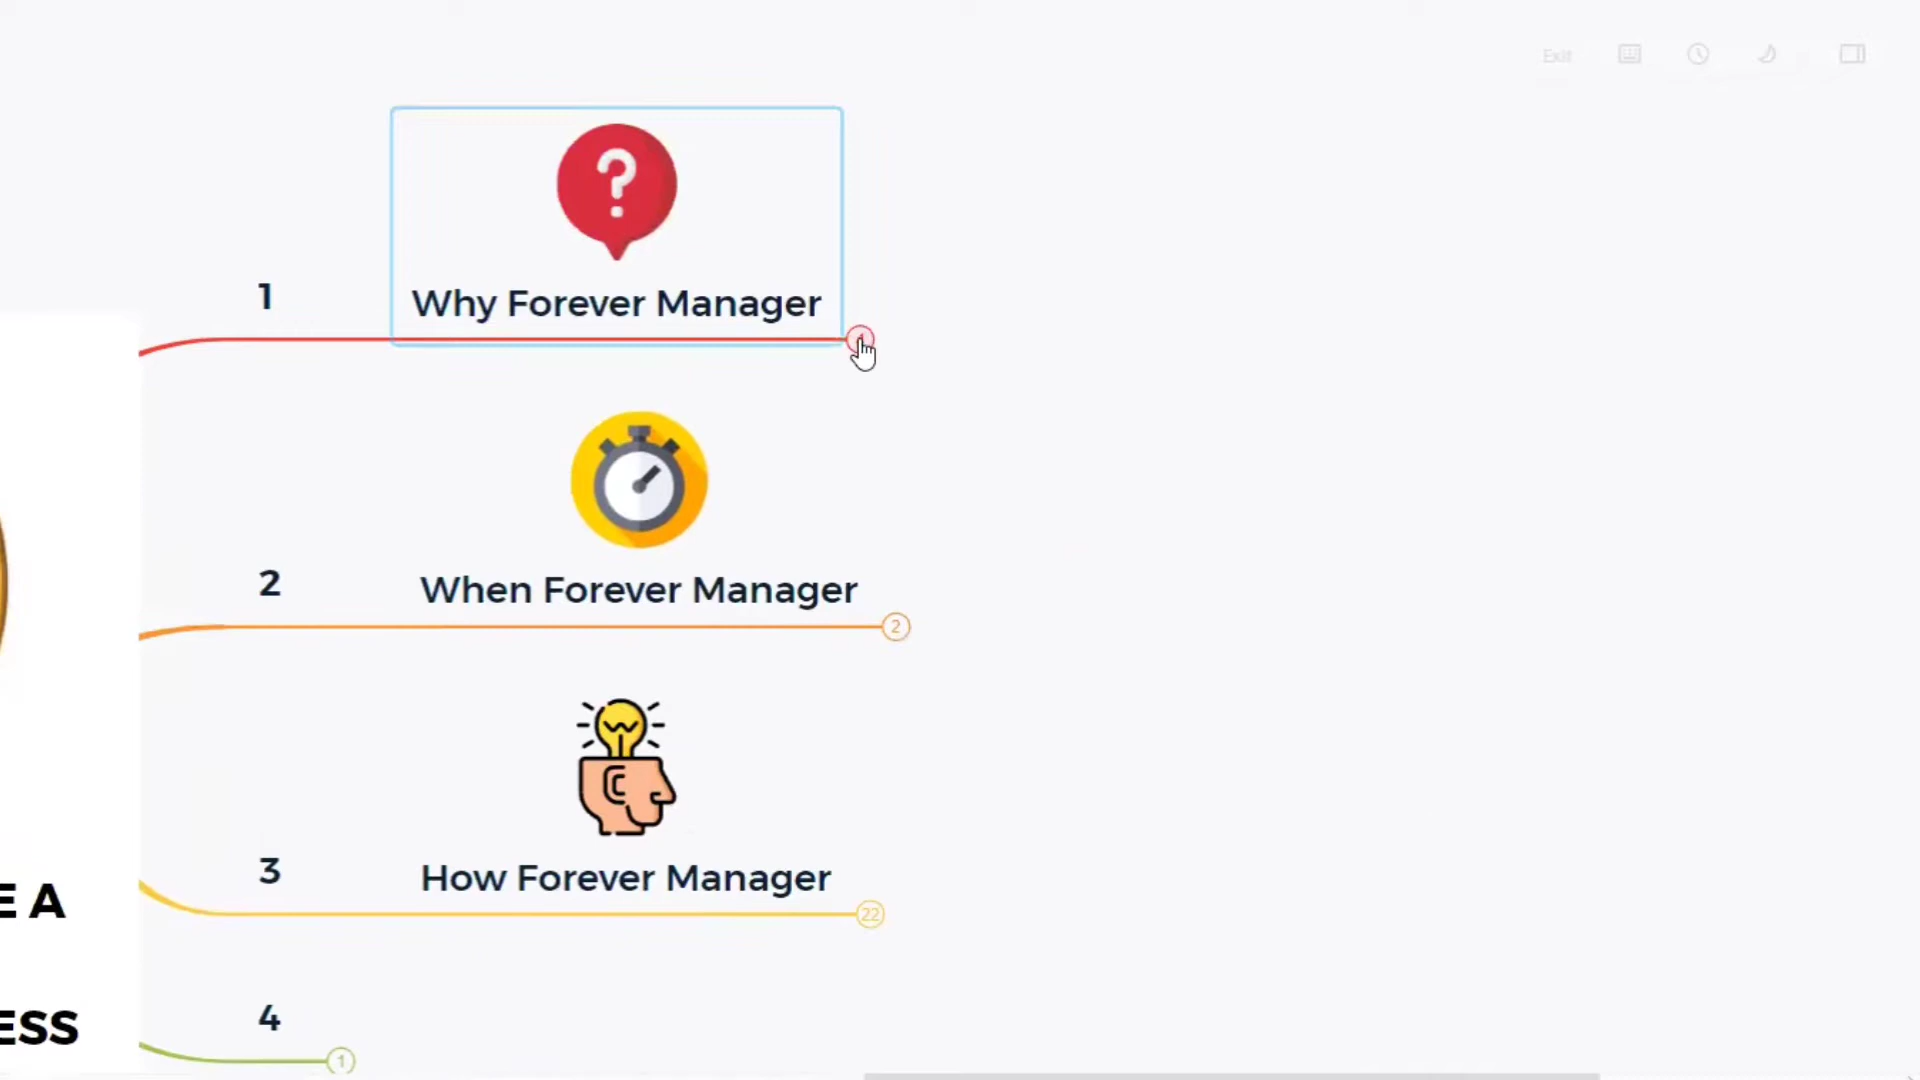 Exit
?
1
Why Forever Manager
2
When Forever Manager
2
3
How Forever Manager
22
E A
ESS
4
1